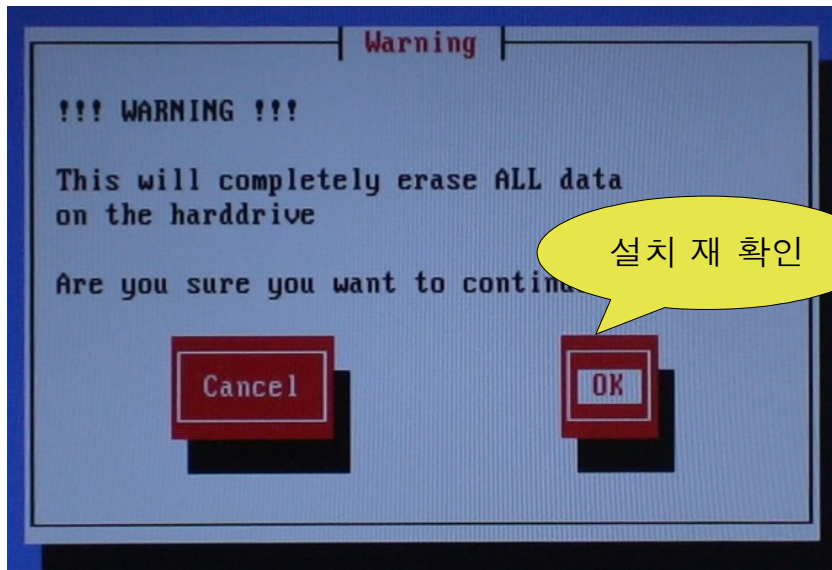 Warning
!!! WARNING !!!
This will completely erase ALL data
on the harddrive
Are you sure you want to
설치 재 확인
Cancel
OK